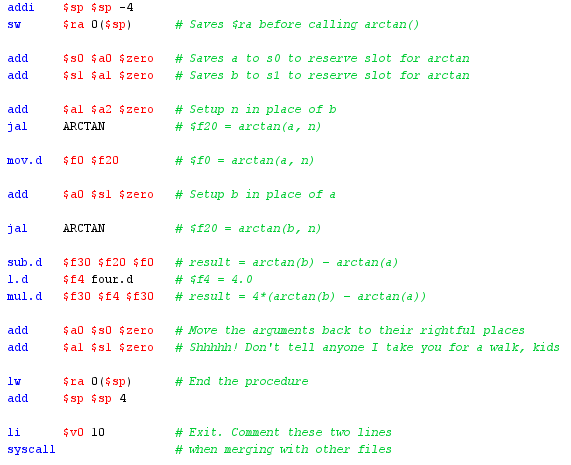 addi $sp $sp -4
sw $ra 0($sp) # Saves $ra before calling arctan()
add $s0 $a0 $zero # Saves a to s0 to reserve slot for arctan
add $s1 $a1 $zero # Saves b to s1 to reserve slot for arctan
add $a1 $a2 $zero # Setup n in place of b
jal ARCTAN # $f20 = arctan(a, n)
mov.d $f0 $f20 # $f0 = arctan(a, n)
add $a0 $s1 $zero # Setup b in place of a
jal ARCTAN # $f20 = arctan(b, n)
sub.d $f30 $f20 $f0 # result = arctan(b) - arctan(a)
l.d $f4 four.d # $f4 = 4.0
mul.d $f30 $f4 $f30 # result = 4*(arctan(b) - arctan(a))
add $a0 $s0 $zero # Move the arguments back to their rightful places
add $a1 $s1 $zero # Shhhhh! Don't tell anyone I take you for a walk, kids
lw $ra 0($sp) # End the procedure
add $sp $sp 4
li $v0 10 # Exit. Comment these two lines
syscall # when merging with other files